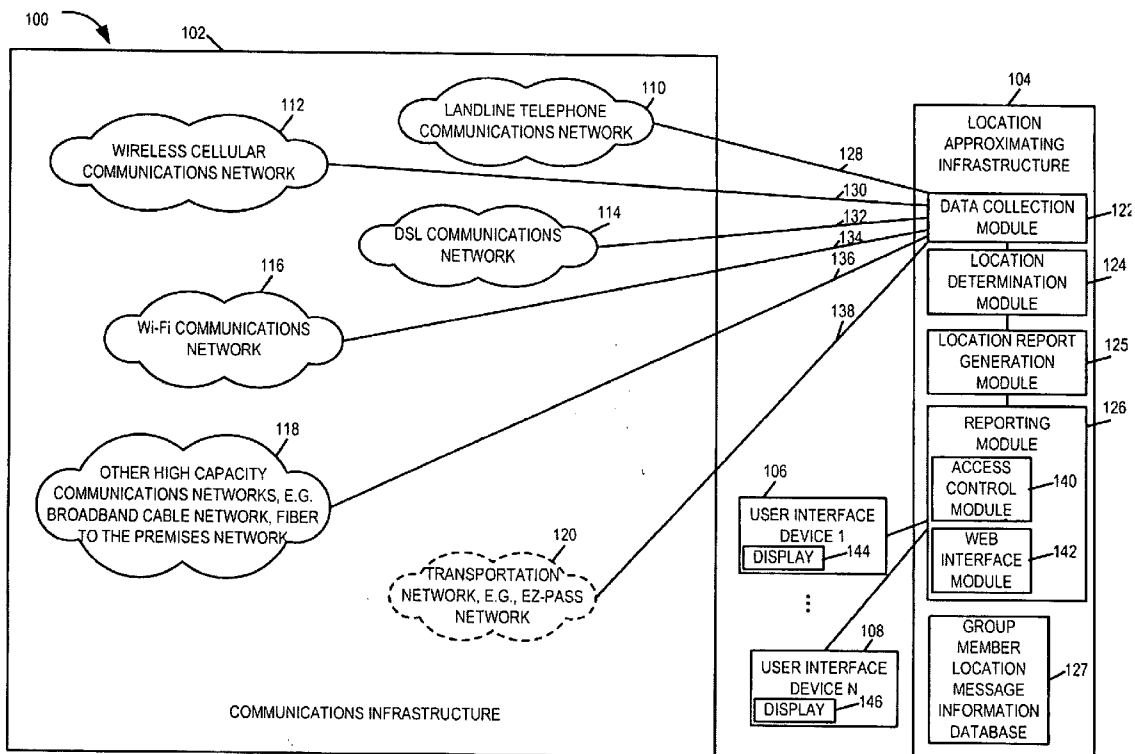 100
102
112
WIRELESS CELLULAR
COMMUNICATIONS NETWORK
110
LANDLINE TELEPHONE
COMMUNICATIONS NETWORK
114
DSL COMMUNICATIONS
NETWORK
116
Wi-Fi COMMUNICATIONS
NETWORK
118
OTHER HIGH CAPACITY
COMMUNICATIONS NETWORKS, E.G.
BROADBAND CABLE NETWORK, FIBER
TO THE PREMISES NETWORK
120
TRANSPORTATION
NETWORK, E.G., EZ-PASS
NETWORK
COMMUNICATIONS INFRASTRUCTURE
128
130
132
134
136
138
106
USER INTERFACE
DEVICE 1
DISPLAY
144
108
USER INTERFACE
DEVICE N
DISPLAY
146
104
LOCATION
APPROXIMATING
INFRASTRUCTURE
DATA COLLECTION
MODULE
122
LOCATION
DETERMINATION
MODULE
124
LOCATION REPORT
GENERATION
MODULE
125
126
REPORTING
MODULE
ACCESS
CONTROL
MODULE
140
WEB
INTERFACE
MODULE
142
GROUP
MEMBER
LOCATION
MESSAGE
INFORMATION
DATABASE
127